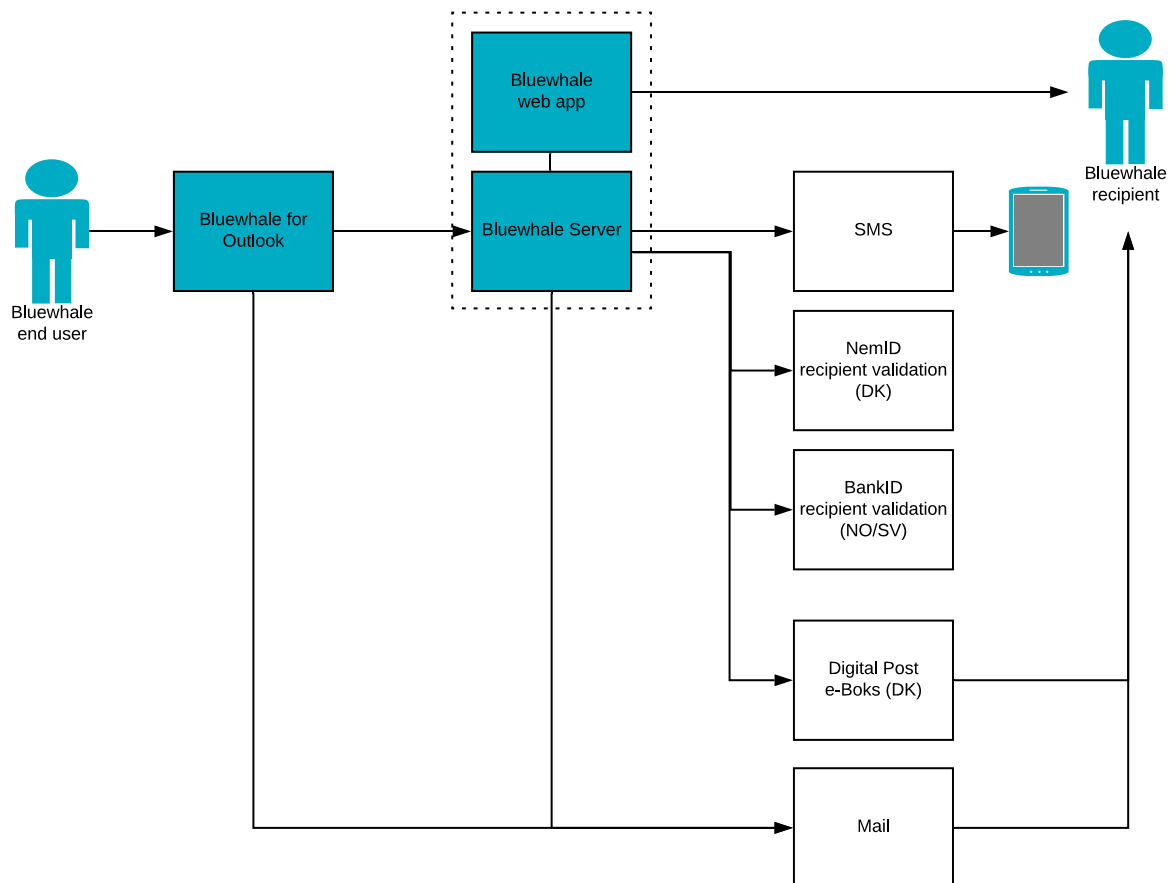 Bluewhale
web app
Bluewhale
recipient
Bluewhale for
Outlook
Bluewhale Server
SMS
Bluewhale
end user
NemID
recipient validation
(DK)
BankID
recipient validation
(NO/SV)
Digital Post
e-Boks (DK)
Mail